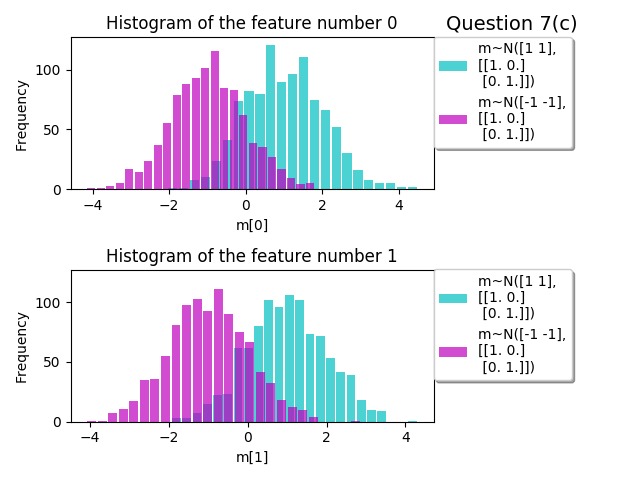 Histogram of the feature number 0
Question 7(c)
Frequency
100
50
0
−4
−2
0
2
4
m[0]
m~N([1 1],
[[1. 0.]
[0. 1.]])
m~N([-1 -1],
[[1. 0.]
[0. 1.]])
Histogram of the feature number 1
Frequency
100
50
0
−4
−2
0
2
4
m[1]
m~N([1 1],
[[1. 0.]
[0. 1.]])
m~N([-1 -1],
[[1. 0.]
[0. 1.]])